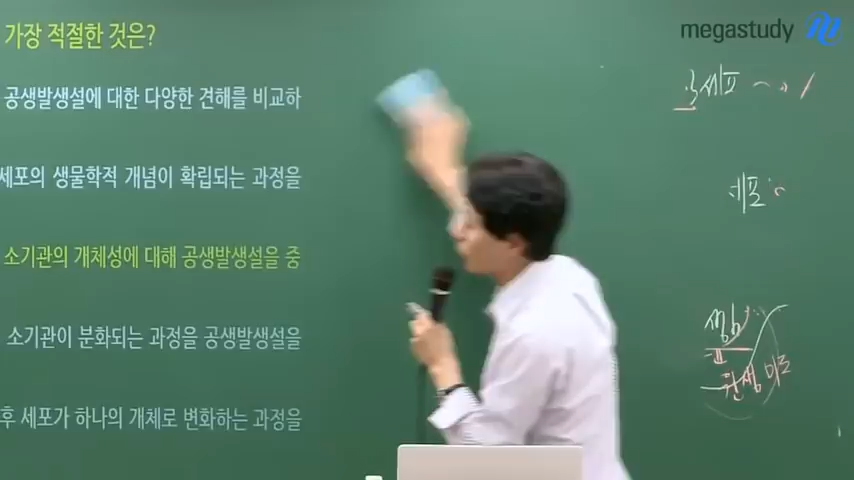 가장 적절한 것은?
공생발생설에 대한 다양한 견해를 비교하
세포의 생물학적 개념이 확립되는 과정을
소기관의 개체성에 대해 공생발생설을 중
소기관이 분화되는 과정을 공생발생설을
후 세포가 하나의 개체로 변화하는 과정을
megastudy
세포